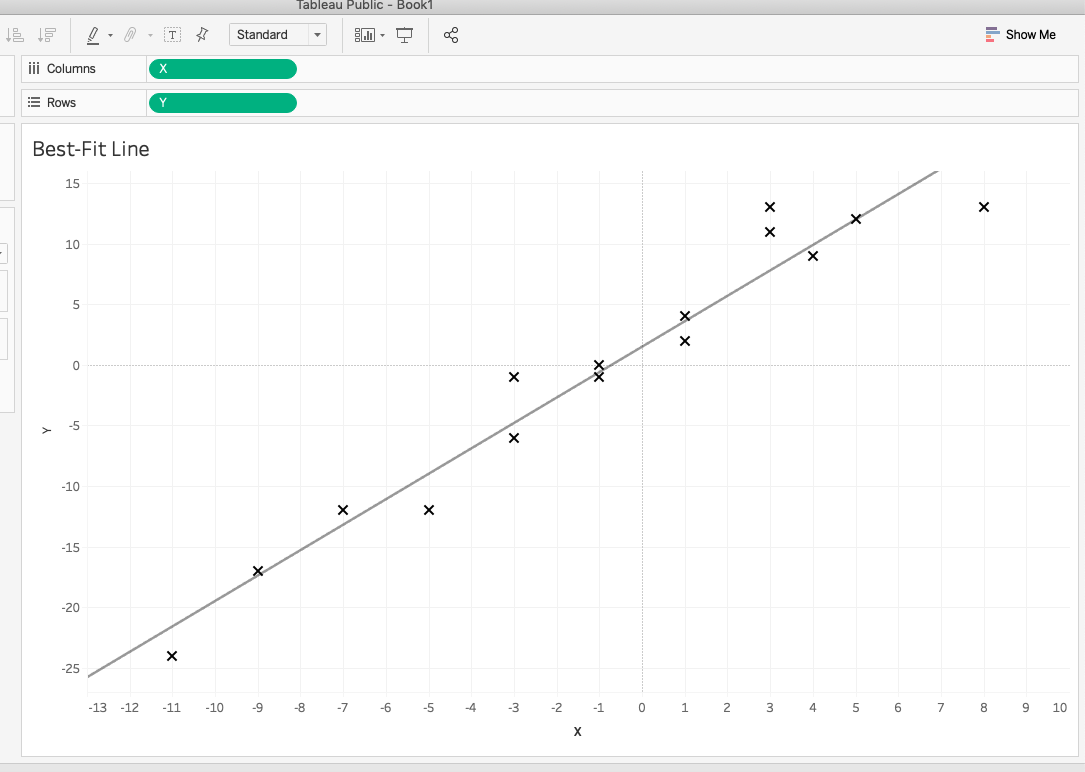 Tableau Public - Book1
T Standard Show Me
Columns X
Rows Y
Best-Fit Line
15
10
5
0
-5
Y
-10
-15
-20
-25
-13 -12 -11 -10 -9 -8 -7 -6 -5 -4 -3 -2 -1 0 1 2 3 4 5 6 7 8 9 10
X